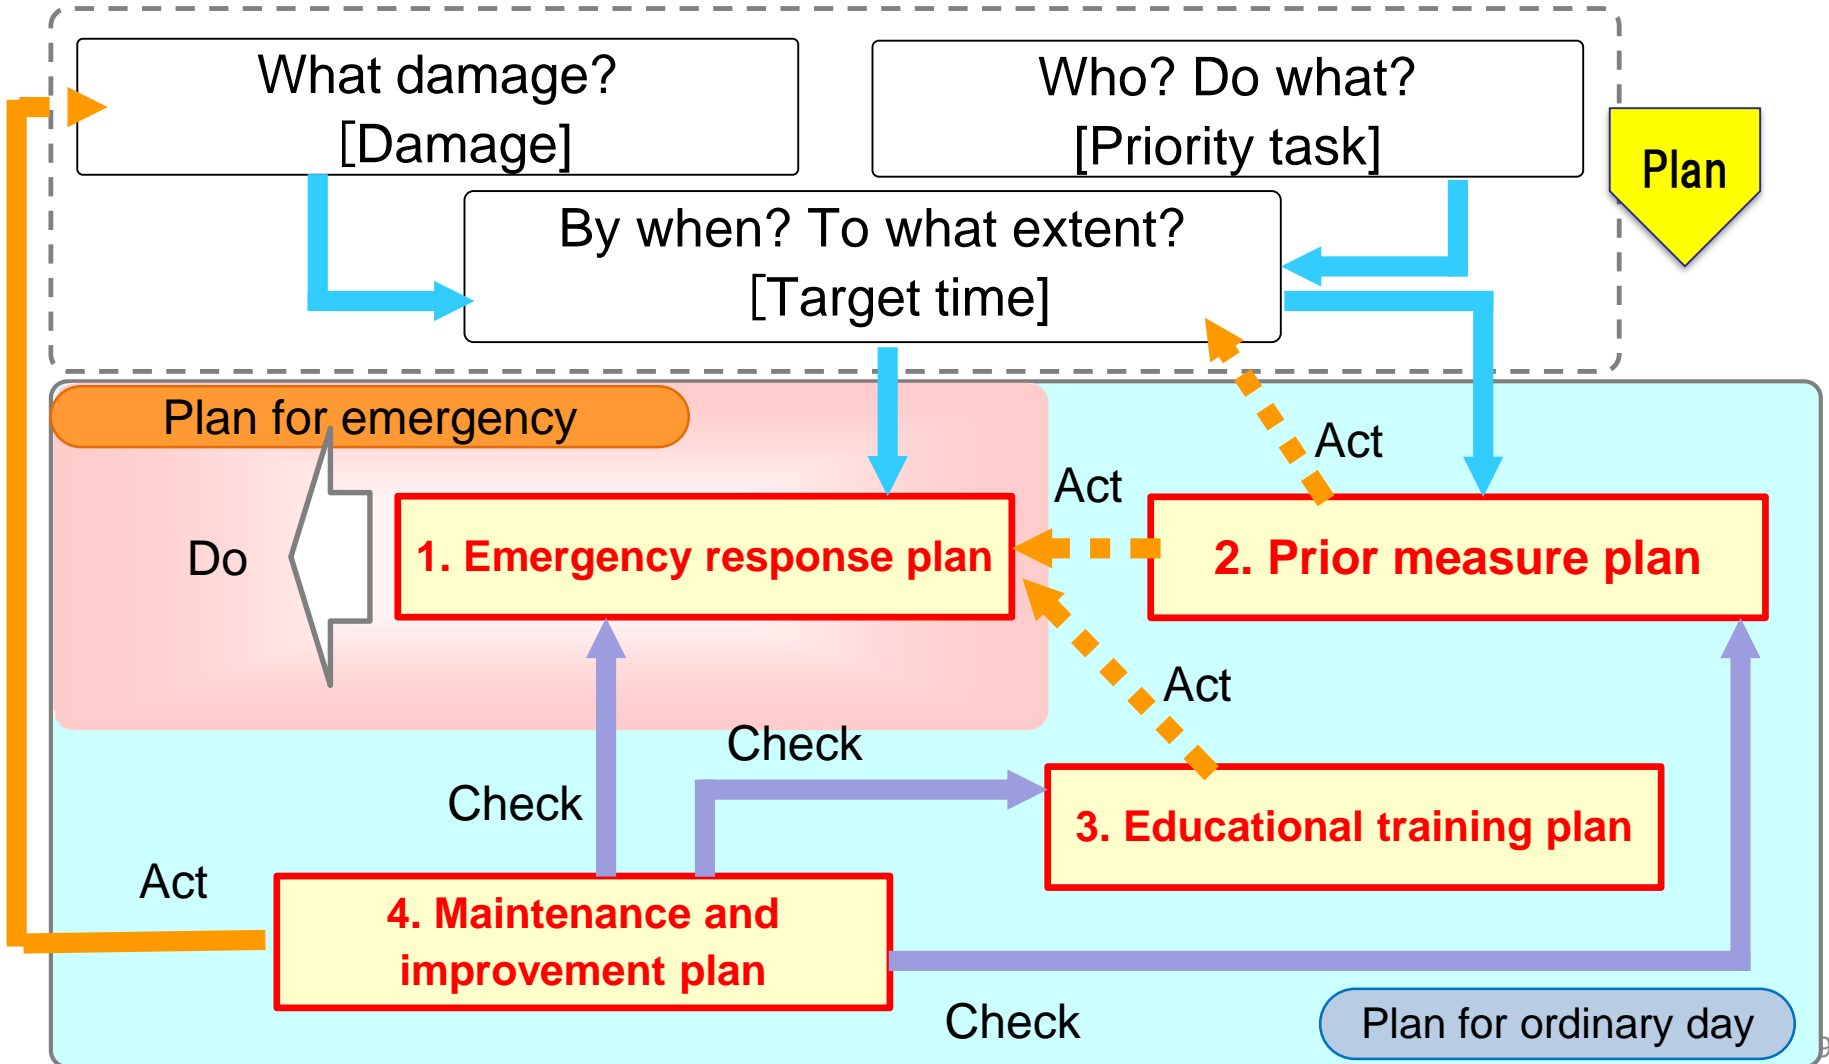 What damage?
[Damage]
Who? Do what?
[Priority task]
Plan
By when? To what extent?
[Target time]
Plan for emergency
Act
Act
Do
1. Emergency response plan
2. Prior measure plan
Act
Check
Check
3. Educational training plan
Act
4. Maintenance and
improvement plan
Check
Plan for ordinary day
9